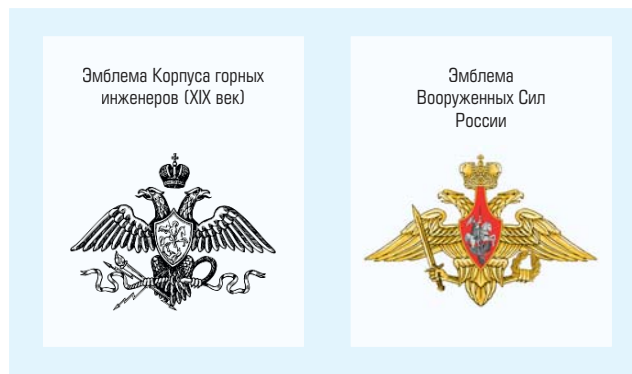 Эмблема Корпуса горных
инженеров (XIX век)
Эмблема
Вооруженных Сил
России